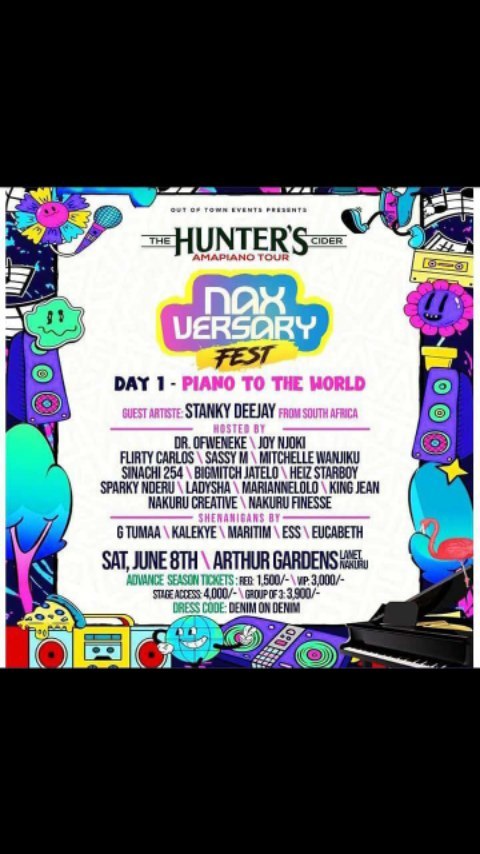 OUT OF TOWN EVENTS PRESENTS
THE HUNTER'S CIDER
AMAPIANO TOUR
NAX
VERSARY
FEST
DAY 1 - PIANO TO THE WORLD
GUEST ARTISTE: STANKY DEEJAY FROM SOUTH AFRICA
HOSTED BY
DR. OFWENEKE \ JOY NJOKI
FLIRTY CARLOS \ SASSY M \ MITCHELLE WANJIKU
SINACHI 254 \ BIGMITCH JATELO \ HEIZ STARBOY
SPARKY NDERU \ LADYSHA \ MARIANNELOLO \ KING JEAN
NAKURU CREATIVE \ NAKURU FINESSE
SHENANIGANS BY
G TUMAA \ KALEKYE \ MARITIM \ ESS \ EUCABETH
SAT, JUNE 8TH \ ARTHUR GARDENS LANET, NAKURU
ADVANCE SEASON TICKETS: REG: 1,500/- \ VIP: 3,000/-
STAGE ACCESS: 4,000/- \ GROUP OF 3: 3,900/-
DRESS CODE: DENIM ON DENIM